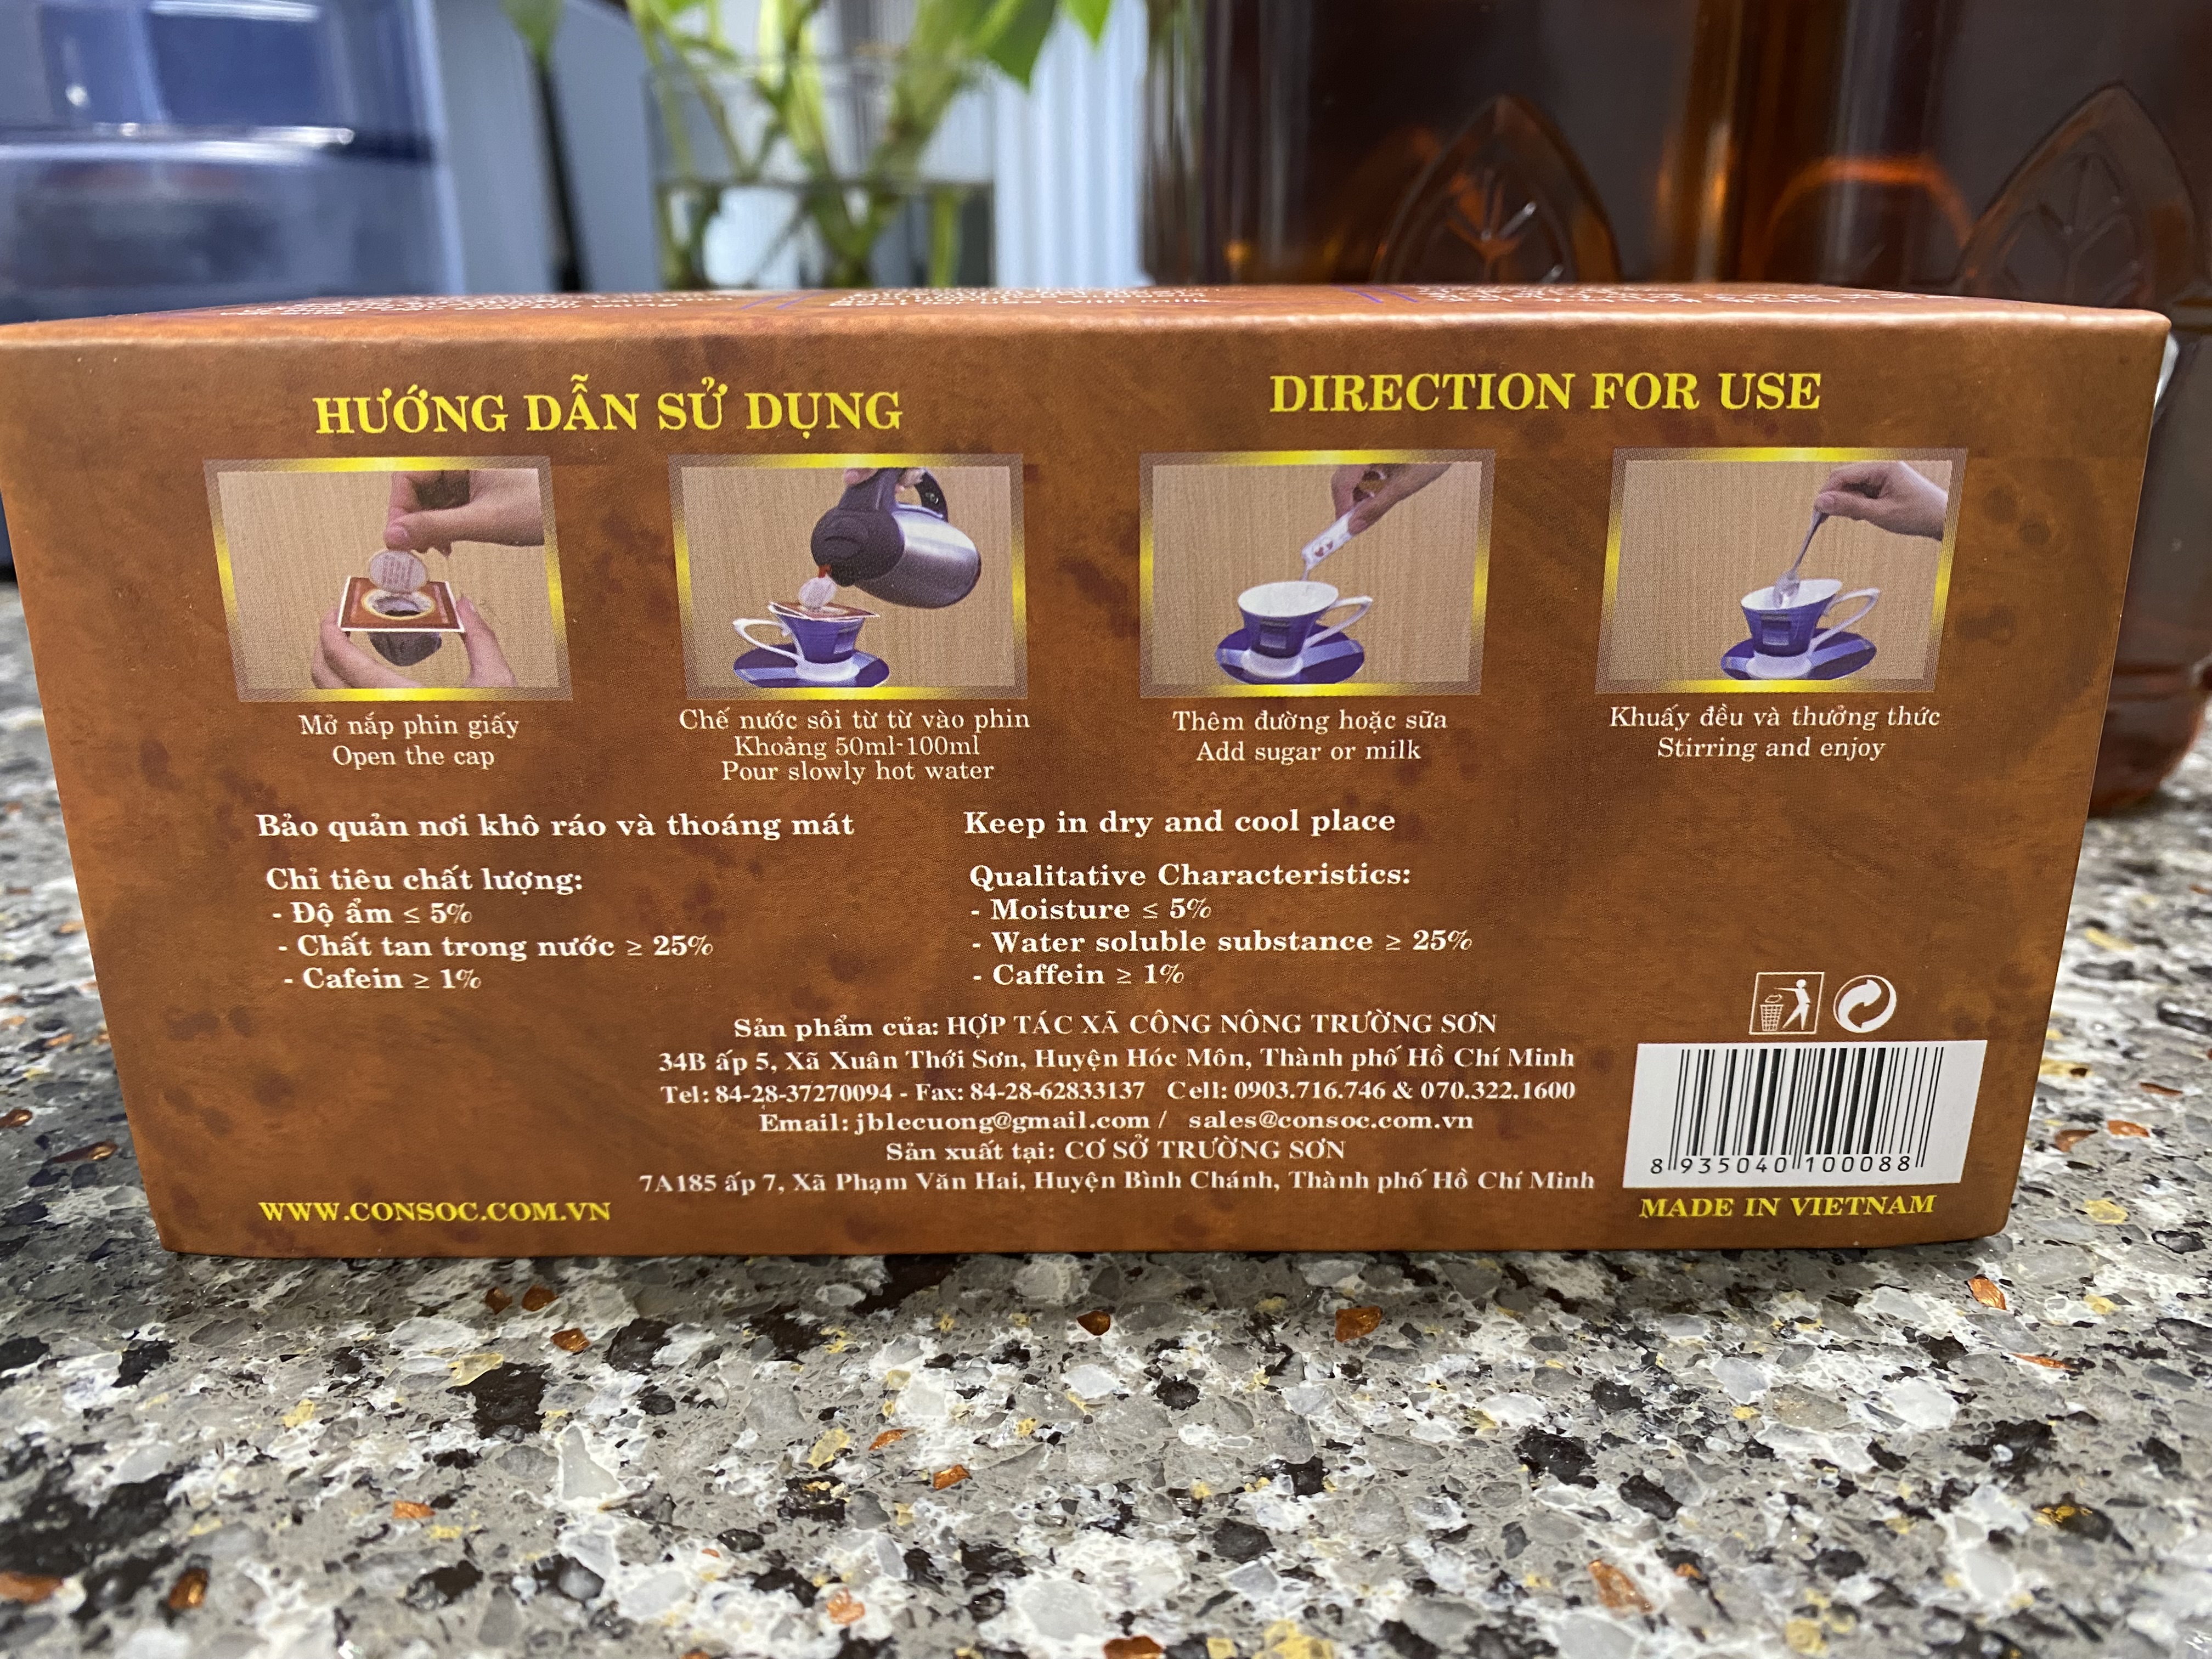 HƯỚNG DẪN SỬ DỤNG
DIRECTION FOR USE
Mở nắp phin giấy
Open the cap
Chế nước sôi từ từ vào phin
Khoảng 50ml-100ml
Pour slowly hot water
Thêm đường hoặc sữa
Add sugar or milk
Khuấy đều và thưởng thức
Stirring and enjoy
Bảo quản nơi khô ráo và thoáng mát
Chỉ tiêu chất lượng:
- Độ ẩm ≤ 5%
- Chất tan trong nước ≥ 25%
- Cafein ≥ 1%
Keep in dry and cool place
Qualitative Characteristics:
- Moisture ≤ 5%
- Water soluble substance ≥ 25%
- Caffein ≥ 1%
Sản phẩm của: HỢP TÁC XÃ CÔNG NÔNG TRƯỜNG SƠN
34B ấp 5, Xã Xuân Thới Sơn, Huyện Hóc Môn, Thành phố Hồ Chí Minh
Tel: 84-28-37270094 - Fax: 84-28-62833137 Cell: 0903.716.746 & 070.322.1600
Email: jblecuong@gmail.com / sales@consoc.com.vn
Sản xuất tại: CƠ SỞ TRƯỜNG SƠN
7A185 ấp 7, Xã Phạm Văn Hai, Huyện Bình Chánh, Thành phố Hồ Chí Minh
WWW.CONSOC.COM.VN
8 935040 100088
MADE IN VIETNAM